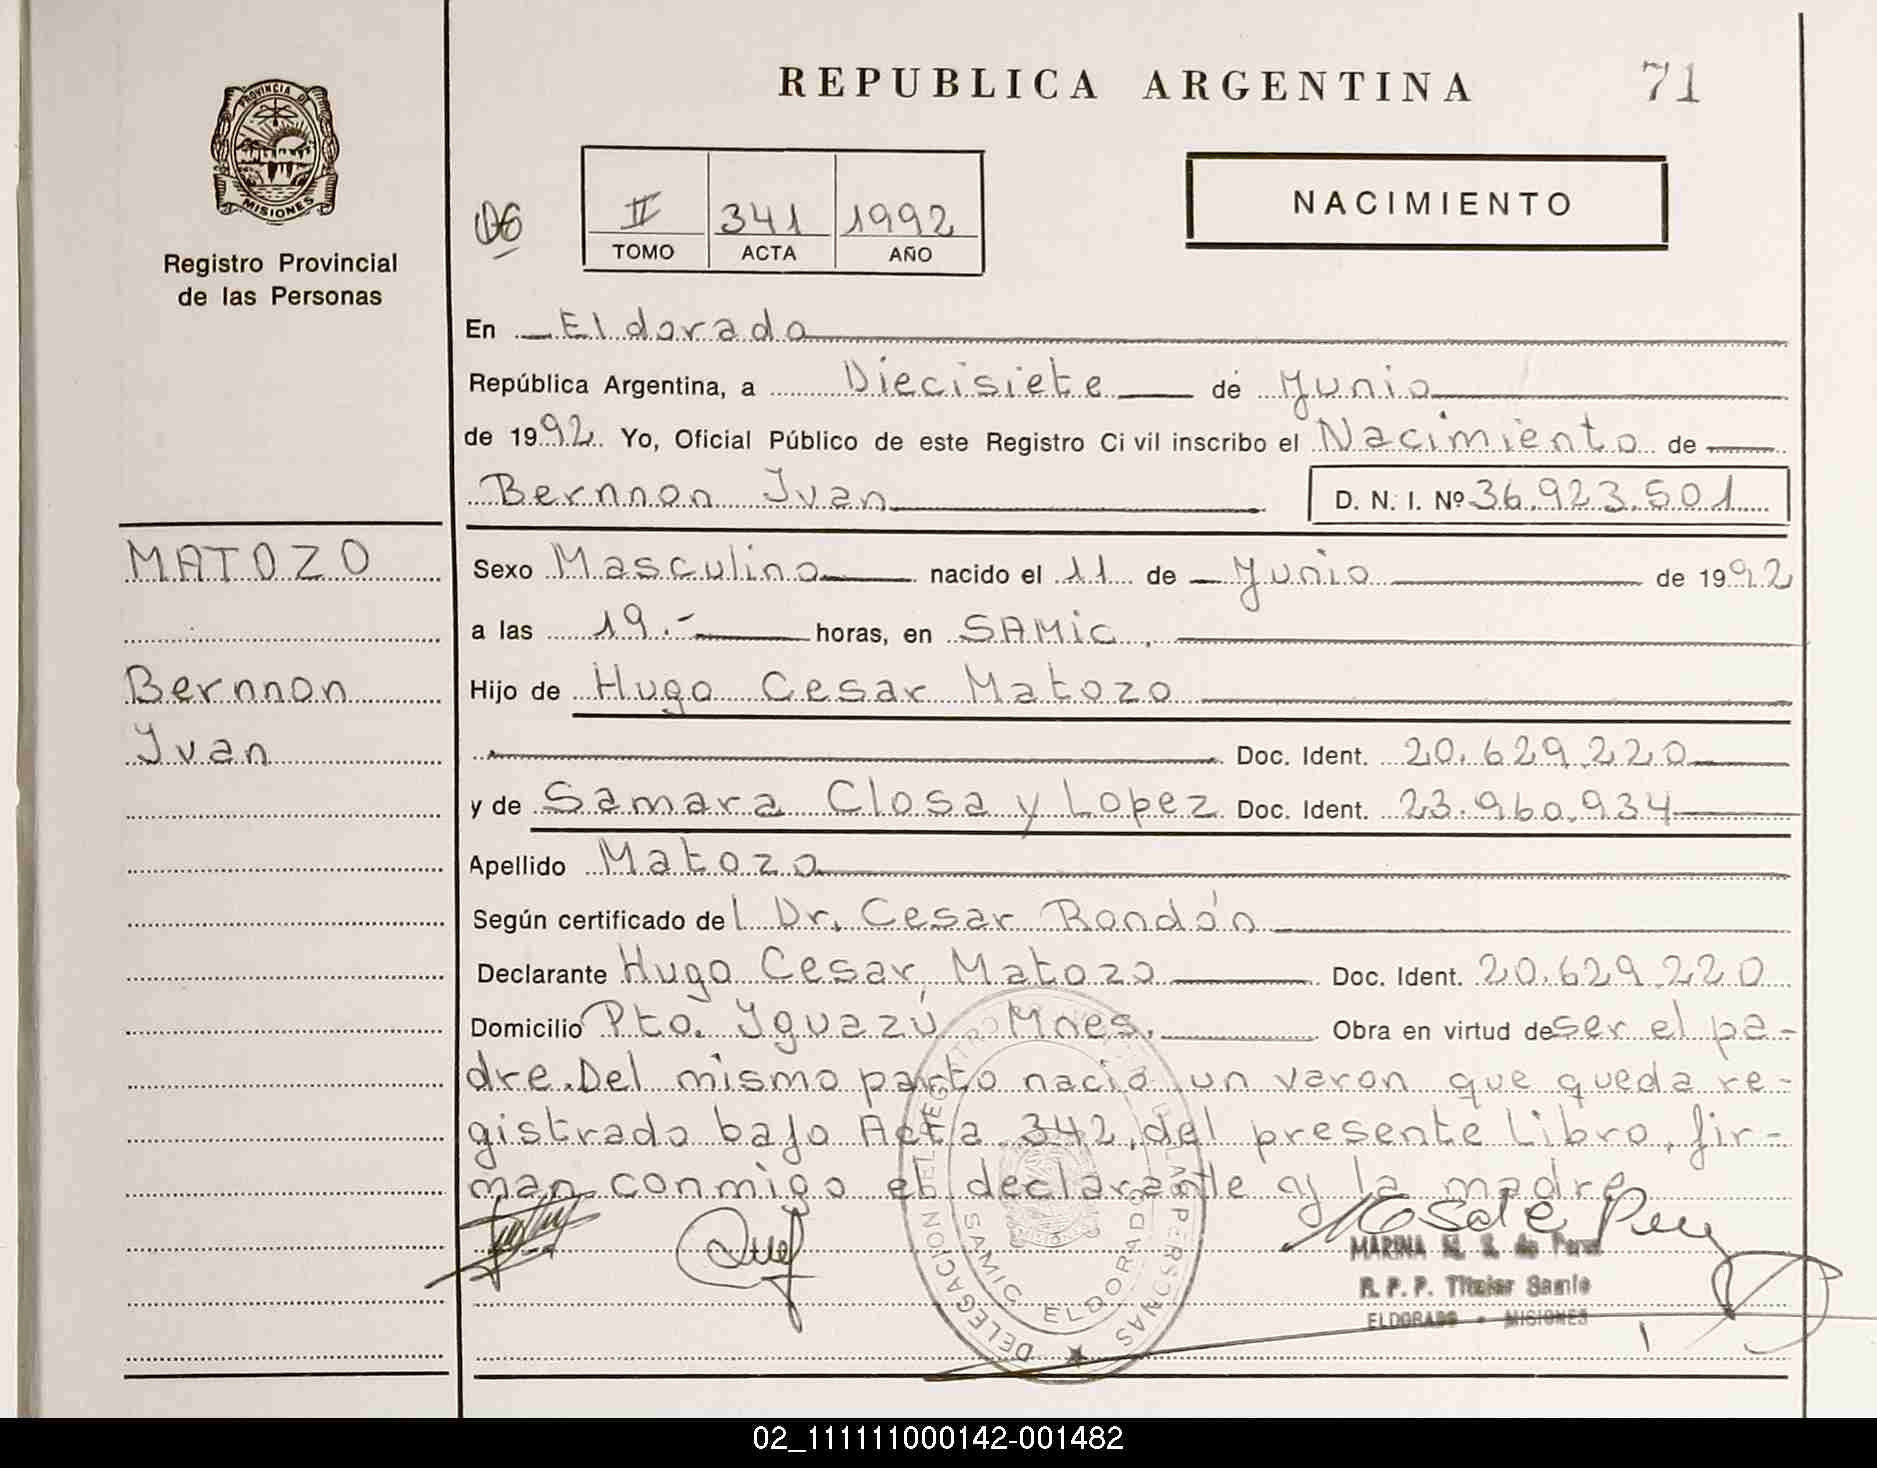 REPUBLICA ARGENTINA
71
PROVINCIA DE
MISIONES
Registro Provincial
de las Personas
06
II 341 1992
TOMO ACTA AÑO
NACIMIENTO
En Eldorado
República Argentina, a Diecisiete de Junio
de 1992 Yo, Oficial Público de este Registro Civil inscribo el Nacimiento de
Bernnon Ivan D. N. I. Nº 36.923.501
MATOZO
Bernnon
Ivan
Sexo Masculino nacido el 11 de Junio de 1992
a las 19.- horas, en SAMIC.
Hijo de Hugo Cesar Matozo
Doc. Ident. 20.629.220
y de Samara Closa y Lopez Doc. Ident. 23.960.934
Apellido Matozo
Según certificado del Dr. Cesar Rondón
Declarante Hugo Cesar Matozo Doc. Ident. 20.629.220
Domicilio Pto. Iguazú Mnes. Obra en virtud de ser el pa-
dre. Del mismo parto nació un varon que queda re-
gistrado bajo Acta 342, del presente Libro, fir-
man conmigo el declarante y la madre
MARINA
R. P. P. Titular Samic
ELDORADO - MISIONES
DELEGACION DEL REGISTRO DE LAS PERSONAS
SAMIC ELDORADO
02_111111000142-001482